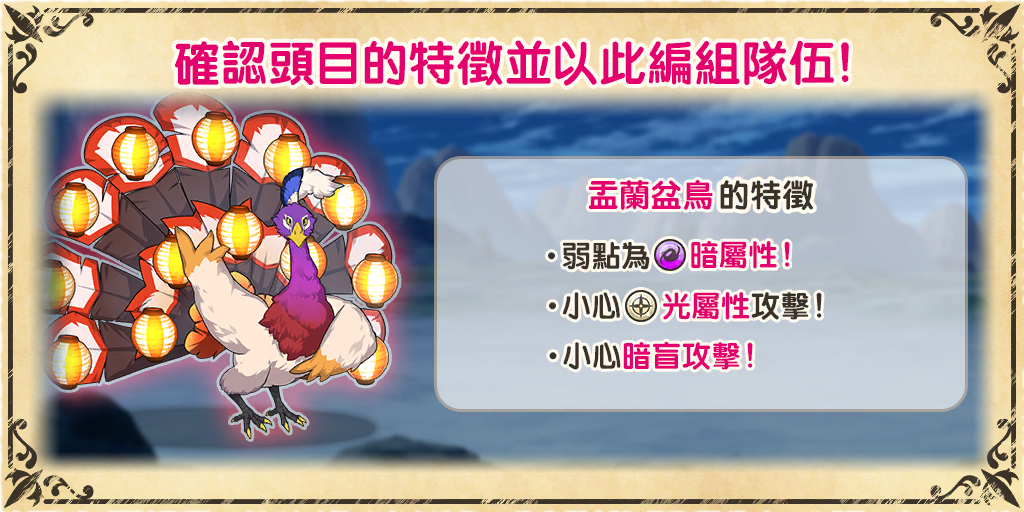 確認頭目的特徵並以此編組隊伍!
盂蘭盆鳥的特徵
・弱點為暗屬性!
・小心光屬性攻擊!
・小心暗盲攻擊!